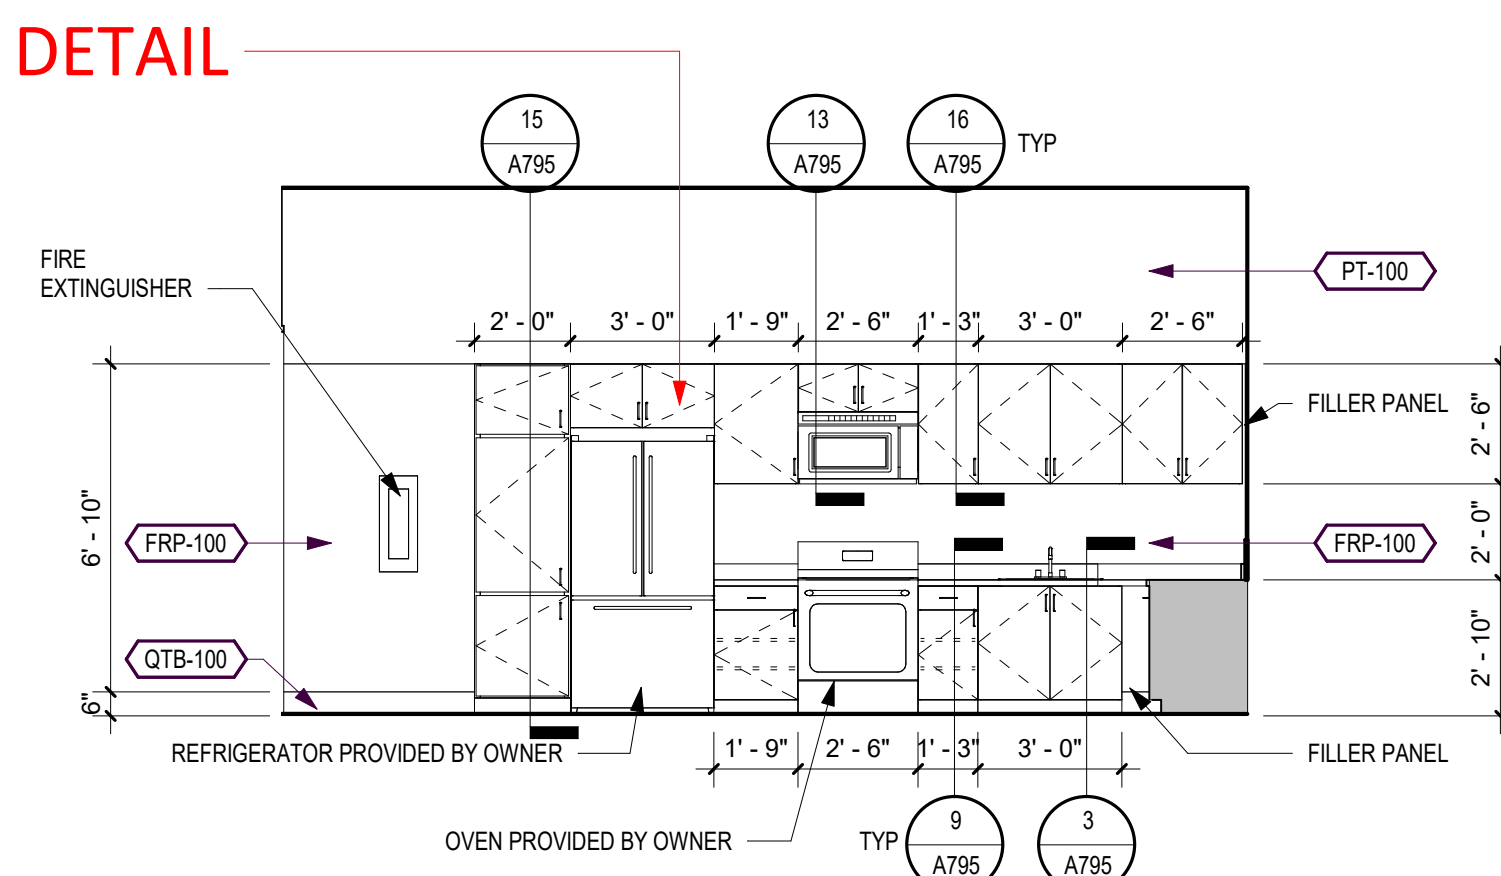 DETAIL
15
A795
13
A795
16
A795
TYP
FIRE
EXTINGUISHER
PT-100
2' - 0"
3' - 0"
1' - 9"
2' - 6"
1' - 3"
3' - 0"
2' - 6"
FILLER PANEL
2' - 6"
6' - 10"
FRP-100
FRP-100
2' - 0"
QTB-100
6"
2' - 10"
REFRIGERATOR PROVIDED BY OWNER
1' - 9"
2' - 6"
1' - 3"
3' - 0"
FILLER PANEL
OVEN PROVIDED BY OWNER
TYP
9
A795
3
A795